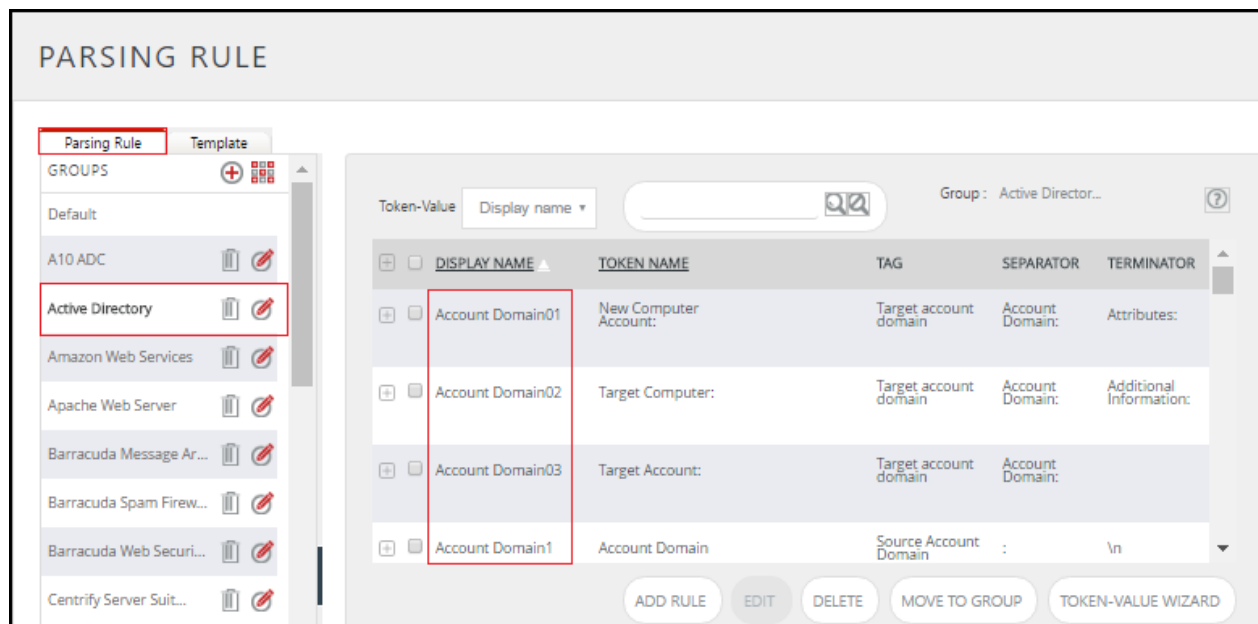 PARSING RULE
Parsing Rule
Template
GROUPS
Default
A10 ADC
Active Directory
Amazon Web Services
Apache Web Server
Barracuda Message Ar...
Barracuda Spam Firew...
Barracuda Web Securi...
Centrify Server Suit...
Token-Value
Display name
Group : Active Director...
DISPLAY NAME TOKEN NAME TAG SEPARATOR TERMINATOR
Account Domain01
New Computer
Account:
Target account
domain
Account
Domain:
Attributes:
Account Domain02
Target Computer:
Target account
domain
Account
Domain:
Additional
Information:
Account Domain03
Target Account:
Target account
domain
Account
Domain:
Account Domain1
Account Domain
Source Account
Domain
:
\n
ADD RULE
EDIT
DELETE
MOVE TO GROUP
TOKEN-VALUE WIZARD